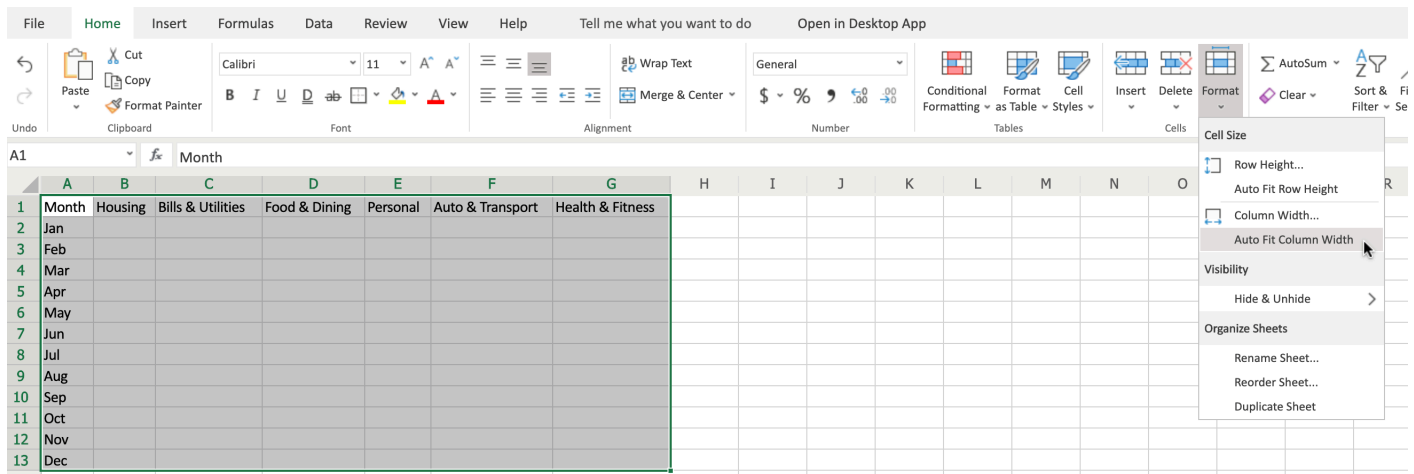 File Home Insert Formulas Data Review View Help Tell me what you want to do Open in Desktop App
Cut
Copy
Format Painter
Paste
Undo
Clipboard
Calibri 11
B I U D ab A
Font
Wrap Text
Merge & Center
Alignment
General
$ % 9 .00 .00
Number
Conditional Formatting
Format as Table
Cell Styles
Tables
Insert
Delete
Format
Cells
AutoSum
Clear
Sort & Filter
A1 fx Month
A B C D E F G H I J K L M N O R
1 Month Housing Bills & Utilities Food & Dining Personal Auto & Transport Health & Fitness
2 Jan
3 Feb
4 Mar
5 Apr
6 May
7 Jun
8 Jul
9 Aug
10 Sep
11 Oct
12 Nov
13 Dec
Cell Size
Row Height...
Auto Fit Row Height
Column Width...
Auto Fit Column Width
Visibility
Hide & Unhide
Organize Sheets
Rename Sheet...
Reorder Sheet...
Duplicate Sheet